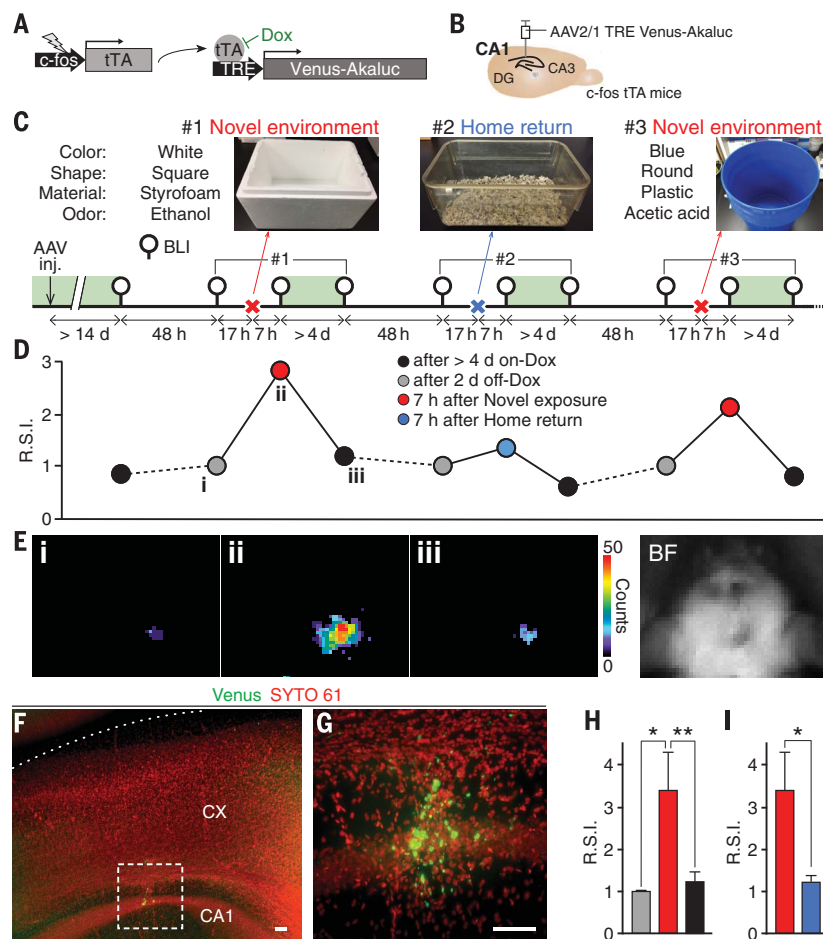 A
c-fos
tTA
tTA
Dox
TRE
Venus-Akaluc
B
AAV2/1 TRE Venus-Akaluc
CA1
DG
CA3
c-fos tTA mice
C
#1 Novel environment
#2 Home return
#3 Novel environment
Color: White
Shape: Square
Material: Styrofoam
Odor: Ethanol
Blue
Round
Plastic
Acetic acid
AAV
inj.
BLI
#1
#2
#3
> 14 d
48 h
17 h
7 h
>4 d
48 h
17 h
7 h
>4 d
48 h
17 h
7 h
>4 d
D
3
2
1
0
R.S.I.
i
ii
iii
after > 4 d on-Dox
after 2 d off-Dox
7 h after Novel exposure
7 h after Home return
E
i
ii
iii
50
Counts
0
BF
Venus SYTO 61
F
CX
CA1
G
H
* **
R.S.I.
4
3
2
1
0
I
*
R.S.I.
4
3
2
1
0